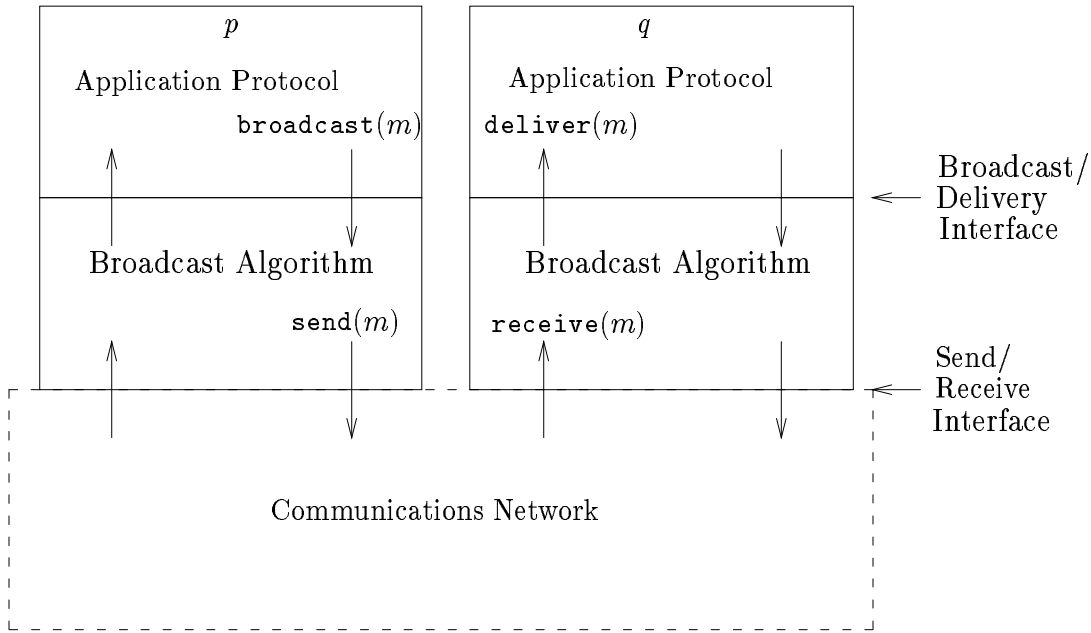 p
Application Protocol
broadcast(m)
q
Application Protocol
deliver(m)
Broadcast/
Delivery
Interface
Broadcast Algorithm
send(m)
Broadcast Algorithm
receive(m)
Send/
Receive
Interface
Communications Network